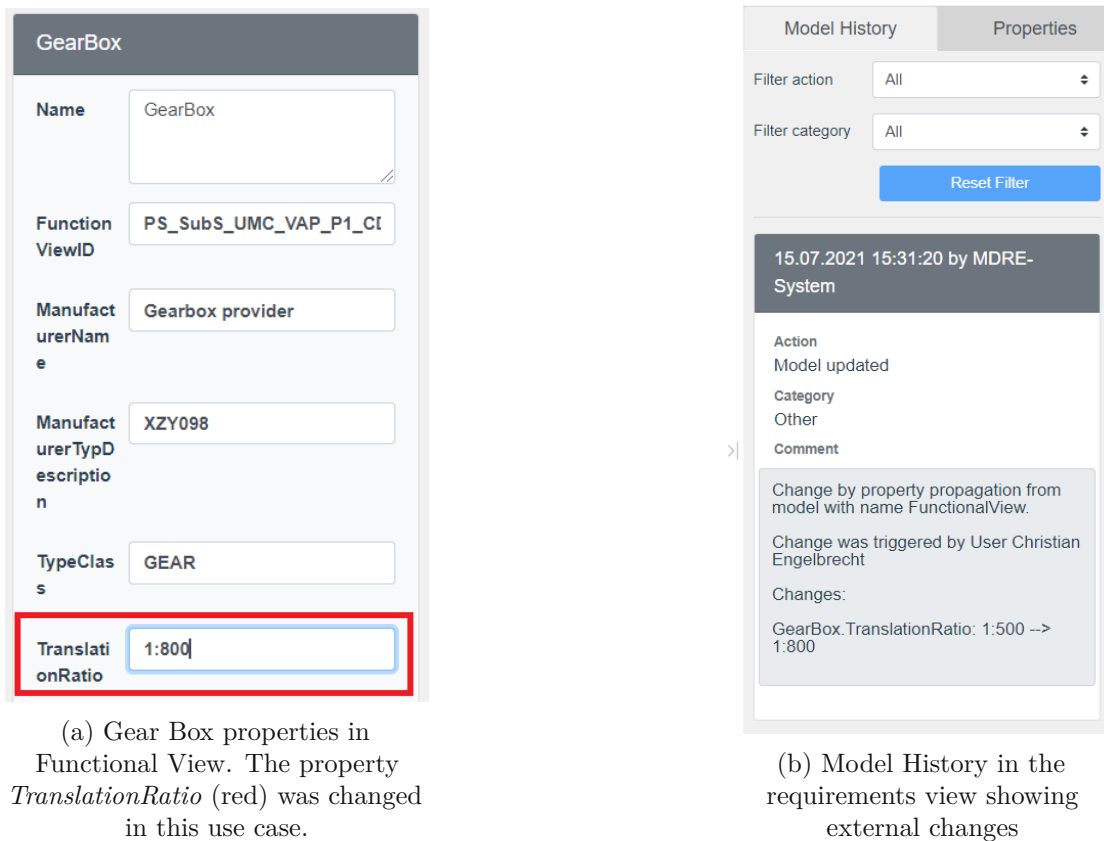 GearBox
Name
GearBox
Function
ViewID
PS_SubS_UMC_VAP_P1_CD
Manufact
urerNam
e
Gearbox provider
Manufact
urerTypD
escriptio
n
XZY098
TypeClas
s
GEAR
Translati
onRatio
1:800
(a) Gear Box properties in
Functional View. The property
TranslationRatio (red) was changed
in this use case.
Model History
Properties
Filter action
All
Filter category
All
Reset Filter
15.07.2021 15:31:20 by MDRE-
System
Action
Model updated
Category
Other
Comment
Change by property propagation from
model with name FunctionalView.
Change was triggered by User Christian
Engelbrecht
Changes:
GearBox.TranslationRatio: 1:500 -->
1:800
(b) Model History in the
requirements view showing
external changes